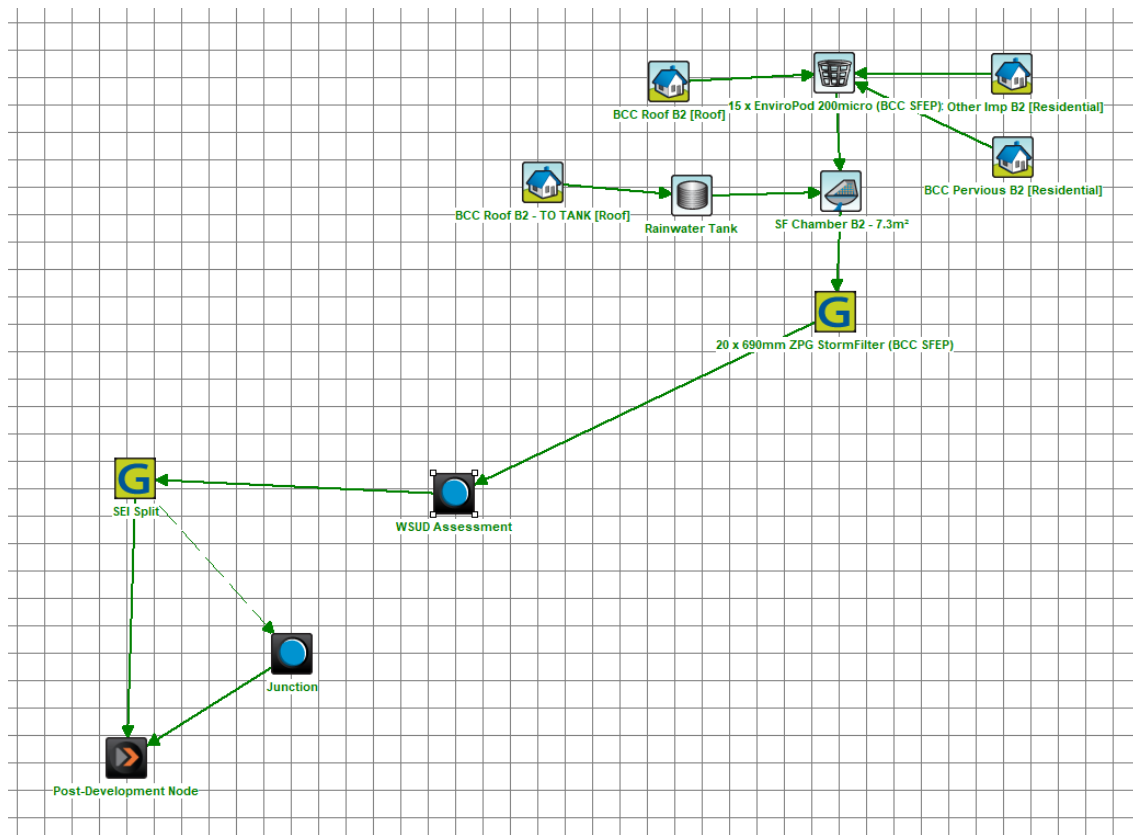 BCC Roof B2 [Roof]
15 x EnviroPod 200micro (BCC SFEP)
: Other Imp B2 [Residential]
BCC Pervious B2 [Residential]
BCC Roof B2 - TO TANK [Roof]
Rainwater Tank
SF Chamber B2 - 7.3m²
G
20 x 690mm ZPG StormFilter (BCC SFEP)
G
SEI Split
WSUD Assessment
Junction
Post-Development Node